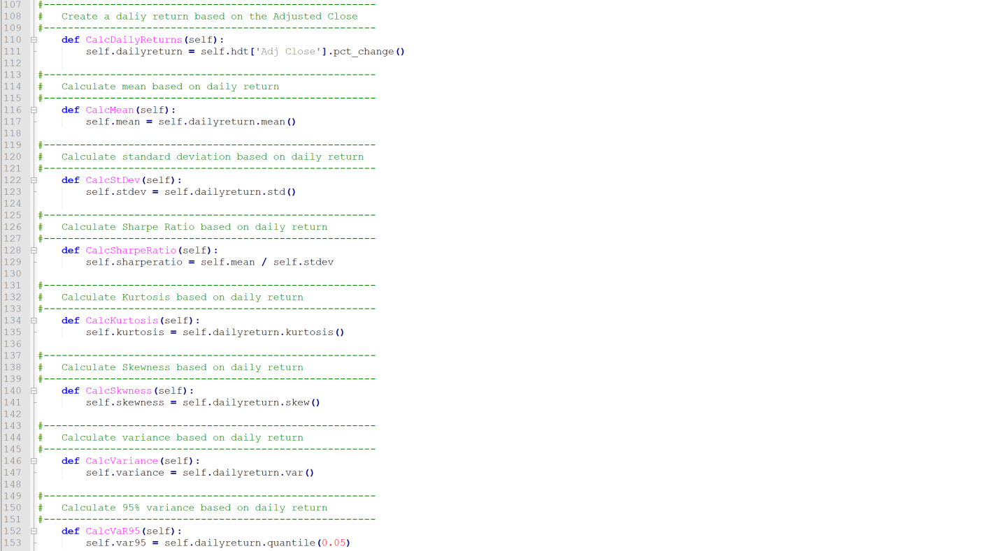 107 #-------------------------------------------------------
108 #   Create a daliy return based on the Adjusted Close
109 #-------------------------------------------------------
110     def CalcDailyReturns(self):
111         self.dailyreturn = self.hdt['Adj Close'].pct_change()
112
113 #-------------------------------------------------------
114 #   Calculate mean based on daily return
115 #-------------------------------------------------------
116     def CalcMean(self):
117         self.mean = self.dailyreturn.mean()
118
119 #-------------------------------------------------------
120 #   Calculate standard deviation based on daily return
121 #-------------------------------------------------------
122     def CalcStDev(self):
123         self.stdev = self.dailyreturn.std()
124
125 #-------------------------------------------------------
126 #   Calculate Sharpe Ratio based on daily return
127 #-------------------------------------------------------
128     def CalcSharpeRatio(self):
129         self.sharperatio = self.mean / self.stdev
130
131 #-------------------------------------------------------
132 #   Calculate Kurtosis based on daily return
133 #-------------------------------------------------------
134     def CalcKurtosis(self):
135         self.kurtosis = self.dailyreturn.kurtosis()
136
137 #-------------------------------------------------------
138 #   Calculate Skewness based on daily return
139 #-------------------------------------------------------
140     def CalcSkwness(self):
141         self.skewness = self.dailyreturn.skew()
142
143 #-------------------------------------------------------
144 #   Calculate variance based on daily return
145 #-------------------------------------------------------
146     def CalcVariance(self):
147         self.variance = self.dailyreturn.var()
148
149 #-------------------------------------------------------
150 #   Calculate 95% variance based on daily return
151 #-------------------------------------------------------
152     def CalcVaR95(self):
153         self.var95 = self.dailyreturn.quantile(0.05)